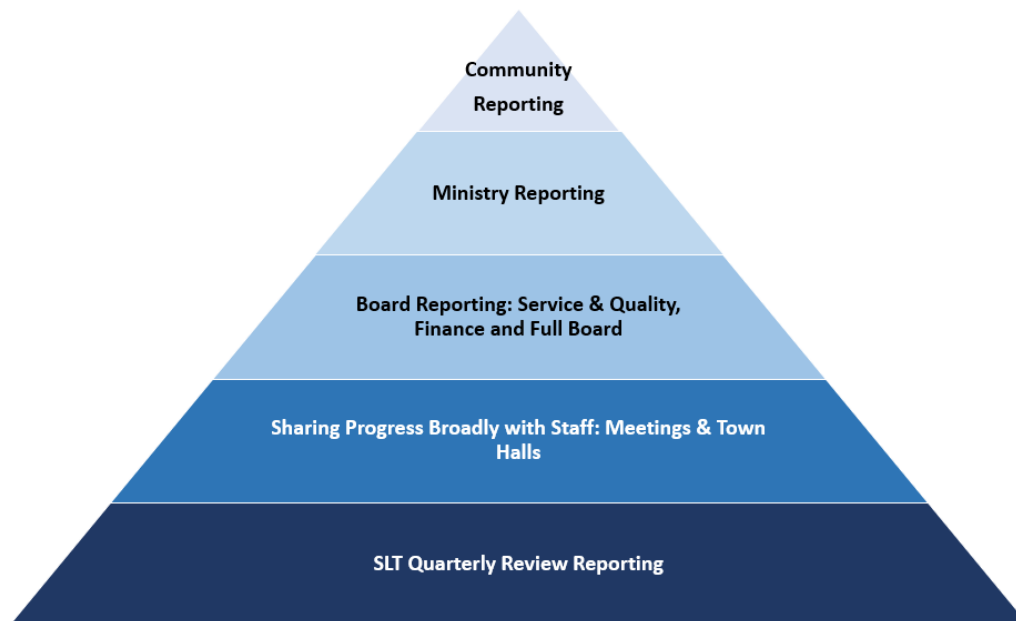 Community
Reporting
Ministry Reporting
Board Reporting: Service & Quality,
Finance and Full Board
Sharing Progress Broadly with Staff: Meetings & Town
Halls
SLT Quarterly Review Reporting